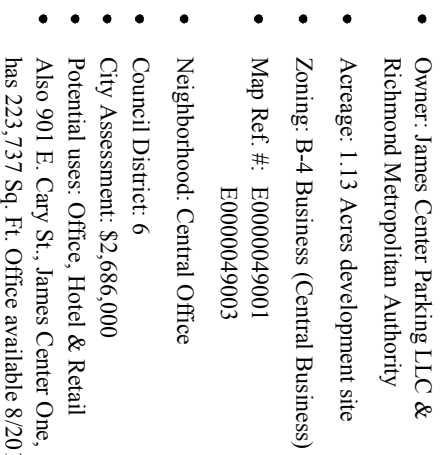 • Owner: James Center Parking LLC &
Richmond Metropolitan Authority
• Acreage: 1.13 Acres development site
• Zoning: B-4 Business (Central Business)
• Map Ref. #: E0000049001
E0000049003
• Neighborhood: Central Office
• Council District: 6
• City Assessment: $2,686,000
• Potential uses: Office, Hotel & Retail
• Also 901 E. Cary St., James Center One,
has 223,737 Sq. Ft. Office available